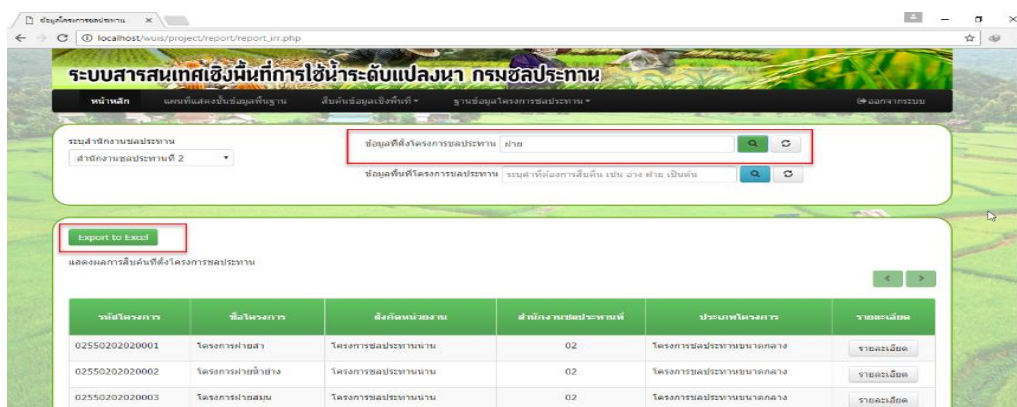 ข้อมูลโครงการชลประทาน
localhost/wuis/project/report/report_irr.php
ระบบสารสนเทศเชิงพื้นที่การใช้น้ำระดับแปลงนา กรมชลประทาน
หน้าหลัก แผนที่แสดงชั้นข้อมูลพื้นฐาน สืบค้นข้อมูลเชิงพื้นที่ ฐานข้อมูลโครงการชลประทาน ออกจากระบบ
ระบุสำนักงานชลประทาน ข้อมูลที่ตั้งโครงการชลประทาน ฝาย
สำนักงานชลประทานที่ 2
ข้อมูลพื้นที่โครงการชลประทาน ระบุคำที่ต้องการสืบค้น เช่น อ่าง ฝาย เป็นต้น
Export to Excel
แสดงผลการสืบค้นที่ตั้งโครงการชลประทาน
< >
รหัสโครงการ ชื่อโครงการ สังกัดหน่วยงาน สำนักงานชลประทานที่ ประเภทโครงการ รายละเอียด
02550202020001 โครงการฝายสา โครงการชลประทานน่าน 02 โครงการชลประทานขนาดกลาง รายละเอียด
02550202020002 โครงการฝายน้ำย่าง โครงการชลประทานน่าน 02 โครงการชลประทานขนาดกลาง รายละเอียด
02550202020003 โครงการฝายสมุน โครงการชลประทานน่าน 02 โครงการชลประทานขนาดกลาง รายละเอียด